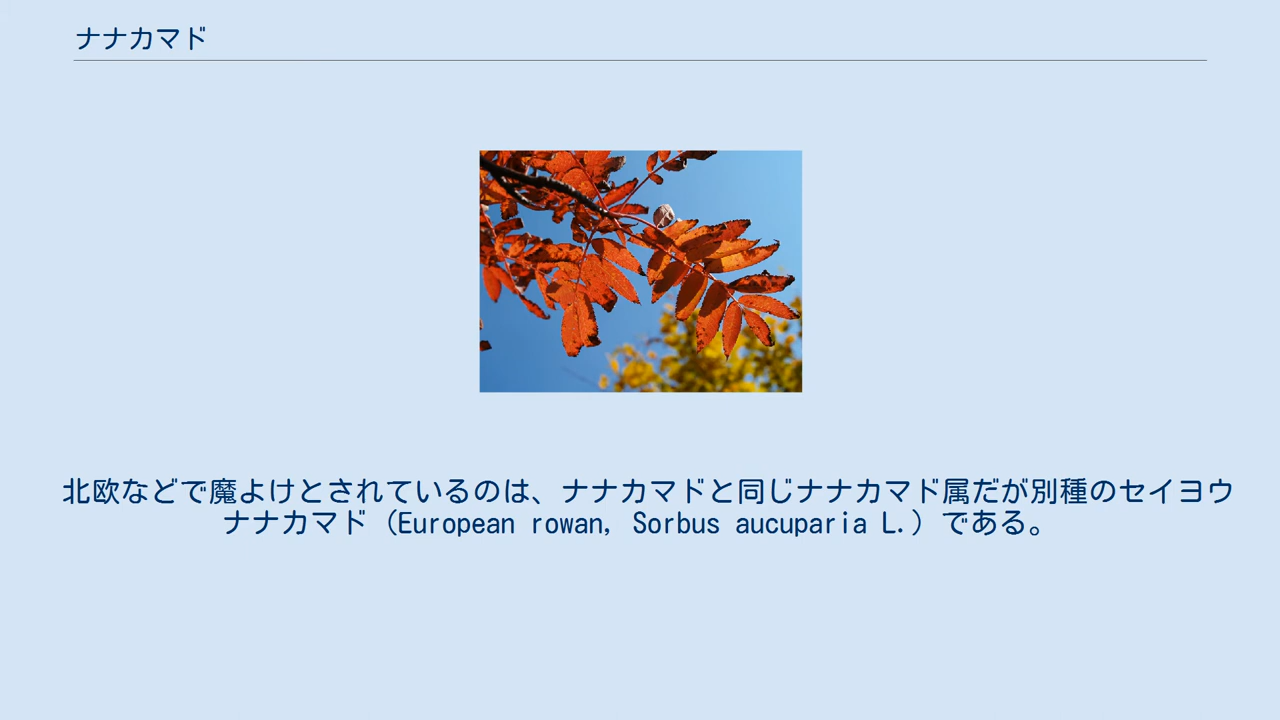 ナナカマド
北欧などで魔よけとされているのは、ナナカマドと同じナナカマド属だが別種のセイヨウ
ナナカマド（European rowan, Sorbus aucuparia L.）である。